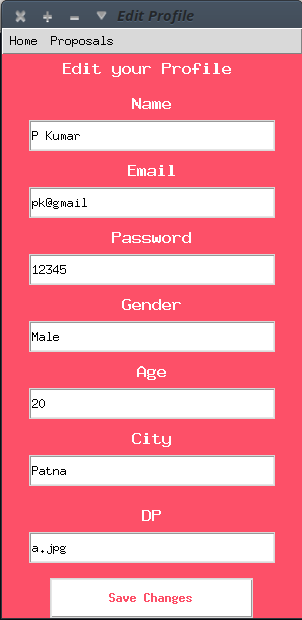 Edit Profile
Home Proposals
Edit your Profile
Name
P Kumar
Email
pk@gmail
Password
12345
Gender
Male
Age
20
City
Patna
DP
a.jpg
Save Changes